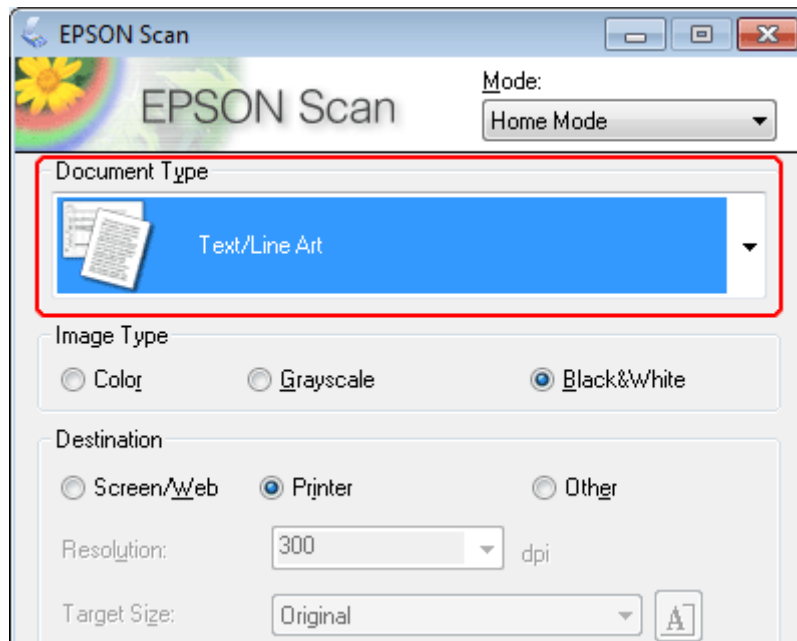 EPSON Scan
EPSON Scan
Mode:
Home Mode
Document Type
Text/Line Art
Image Type
Color Grayscale Black&White
Destination
Screen/Web Printer Other
Resolution: 300 dpi
Target Size: Original A